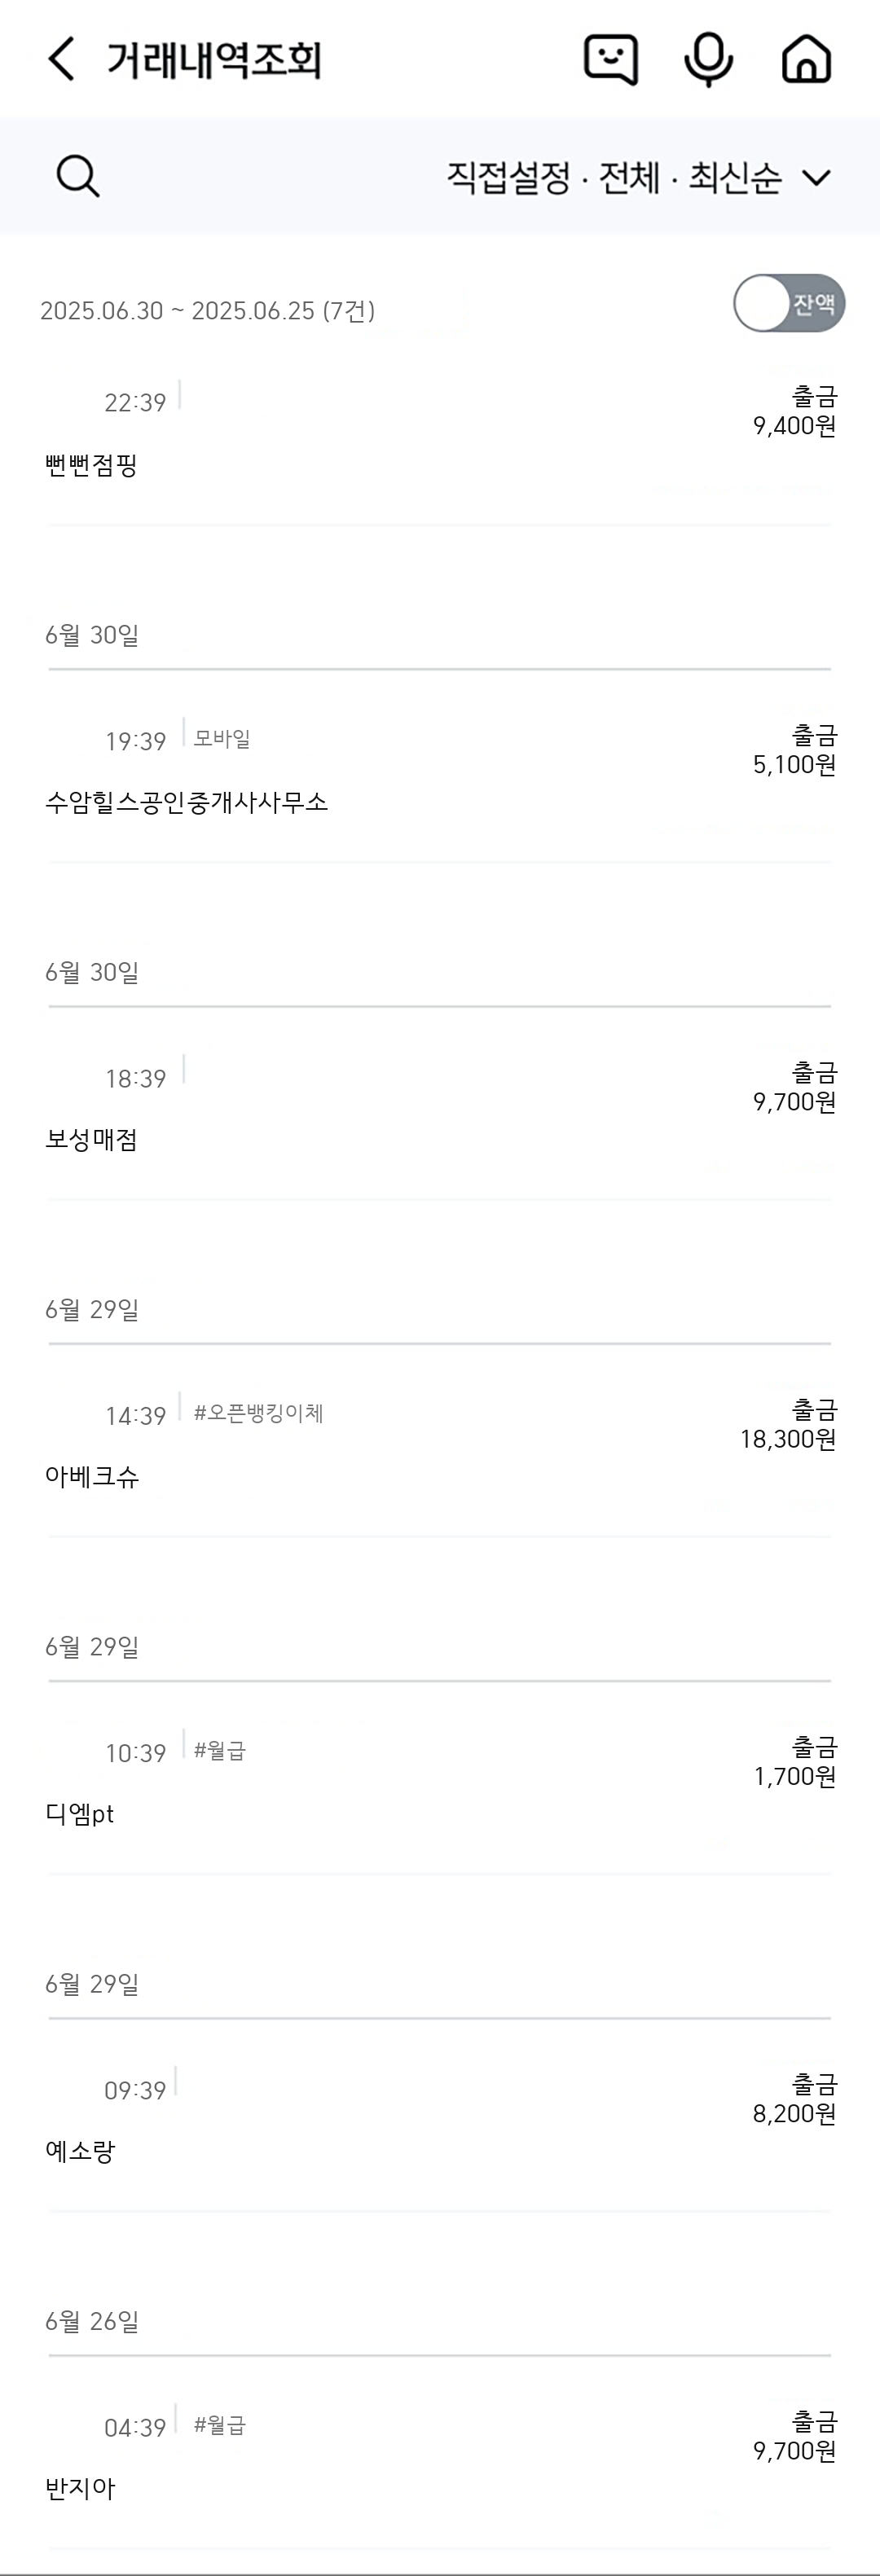 거래내역조회
직접설정 · 전체 · 최신순
2025.06.30 ~ 2025.06.25 (7건)
잔액
22:39
출금
9,400원
뻔뻔점핑
6월 30일
19:39 모바일
출금
5,100원
수암힐스공인중개사사무소
6월 30일
18:39
출금
9,700원
보성매점
6월 29일
14:39 #오픈뱅킹이체
출금
18,300원
아베크슈
6월 29일
10:39 #월급
출금
1,700원
디엠pt
6월 29일
09:39
출금
8,200원
예소랑
6월 26일
04:39 #월급
출금
9,700원
반지아